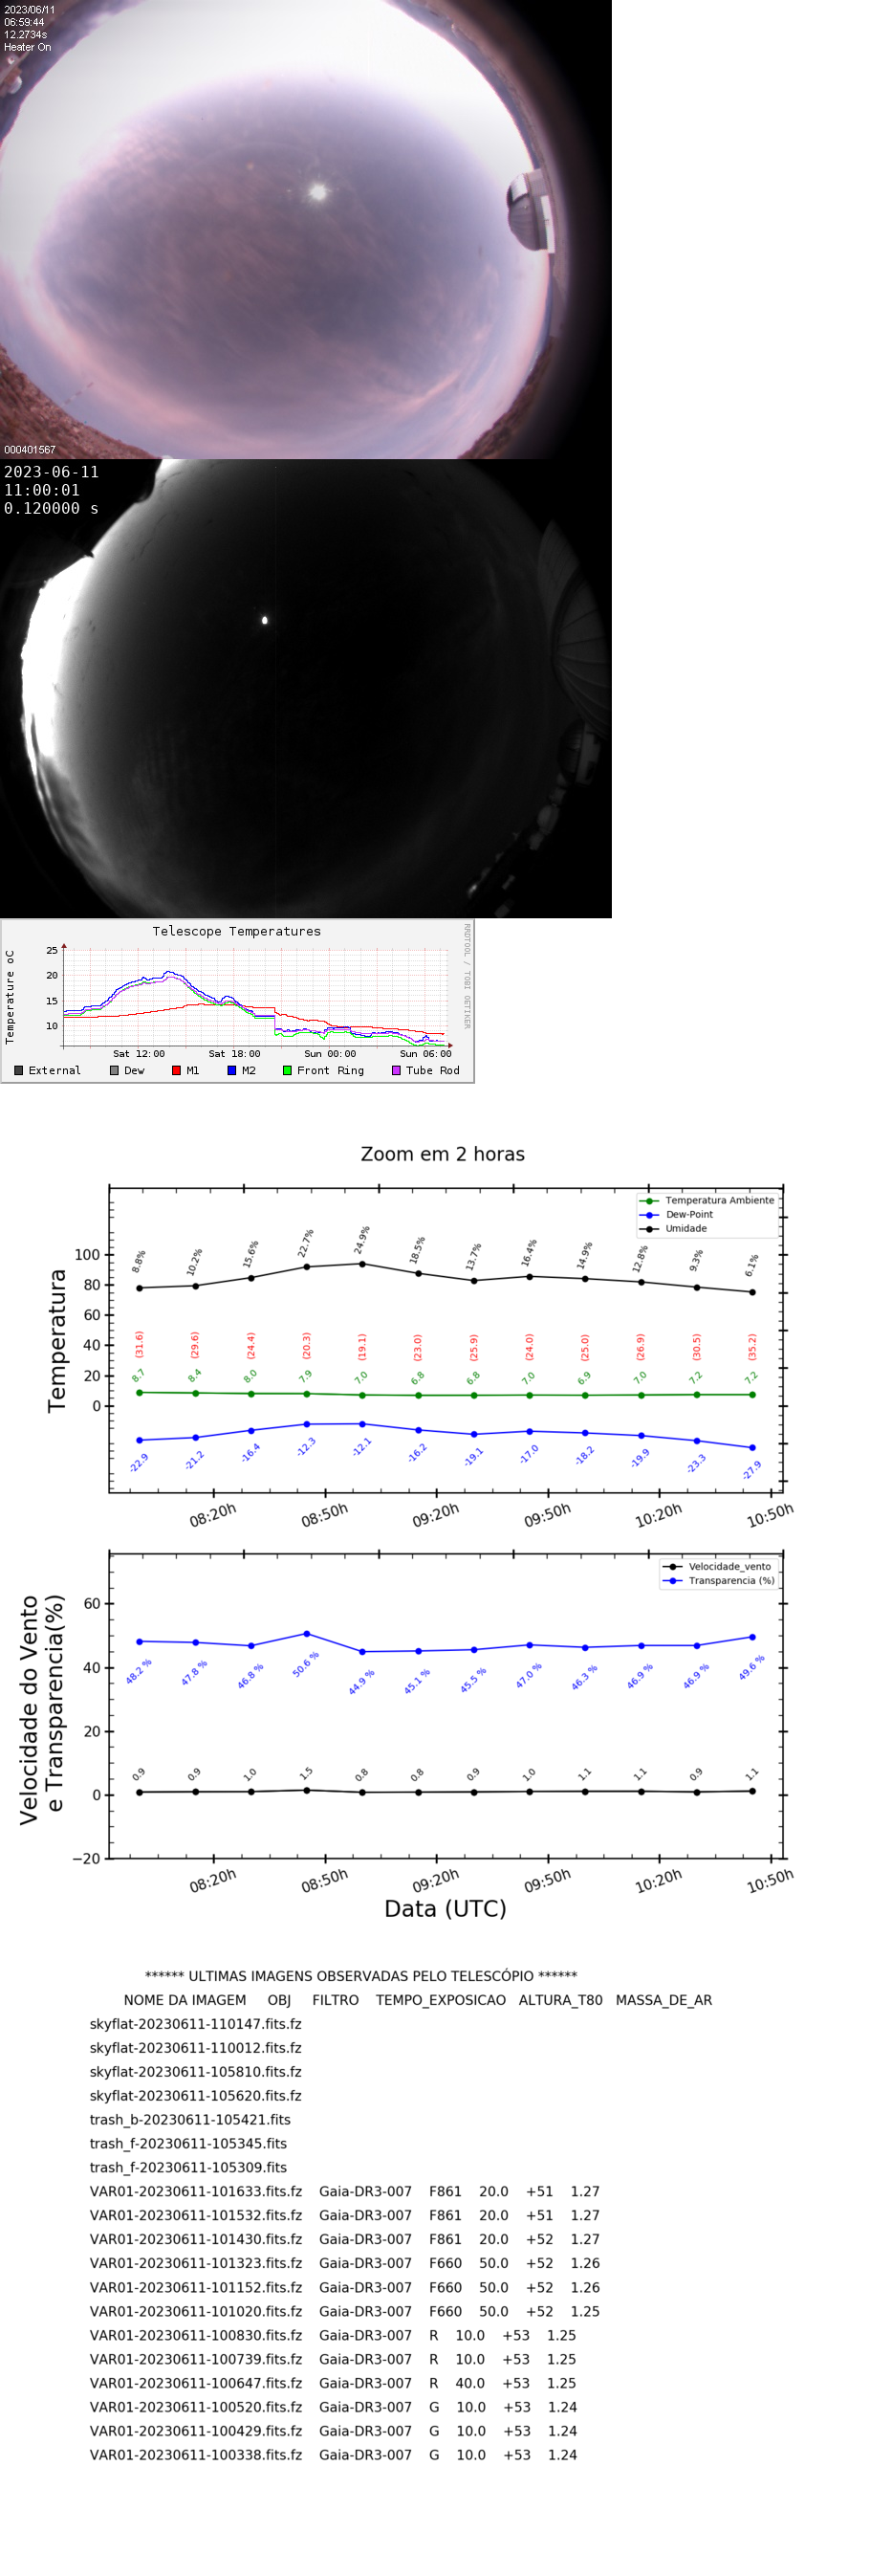 2023/06/11
06:59:44
12.2734s
Heater On
000401567
2023-06-11
11:00:01
0.120000 s
Telescope Temperatures
RRDTOOL / TOBI OETIKER
Temperature oC
25
20
15
10
Sat 12:00 Sat 18:00 Sun 00:00 Sun 06:00
External Dew M1 M2 Front Ring Tube Rod
Zoom em 2 horas
Temperatura Ambiente
Dew-Point
Umidade
Temperatura
100
80
60
40
20
0
8.8% 10.2% 15.6% 22.7% 24.9% 18.5% 13.7% 16.4% 14.9% 12.8% 9.3% 6.1%
(31.6) (29.6) (24.4) (20.3) (19.1) (23.0) (25.9) (24.0) (25.0) (26.9) (30.5) (35.2)
8.7 8.4 8.0 7.9 7.0 6.8 6.8 7.0 6.9 7.0 7.2 7.2
-22.9 -21.2 -16.4 -12.3 -12.1 -16.2 -19.1 -17.0 -18.2 -19.9 -23.3 -27.9
08:20h 08:50h 09:20h 09:50h 10:20h 10:50h
Velocidade_vento
Transparencia (%)
Velocidade do Vento
e Transparencia(%)
60
40
20
0
−20
48.2 % 47.8 % 46.8 % 50.6 % 44.9 % 45.1 % 45.5 % 47.0 % 46.3 % 46.9 % 46.9 % 49.6 %
0.9 0.9 1.0 1.5 0.8 0.8 0.9 1.0 1.1 1.1 0.9 1.1
08:20h 08:50h 09:20h 09:50h 10:20h 10:50h
Data (UTC)
****** ULTIMAS IMAGENS OBSERVADAS PELO TELESCÓPIO ******
NOME DA IMAGEM OBJ FILTRO TEMPO_EXPOSICAO ALTURA_T80 MASSA_DE_AR
skyflat-20230611-110147.fits.fz
skyflat-20230611-110012.fits.fz
skyflat-20230611-105810.fits.fz
skyflat-20230611-105620.fits.fz
trash_b-20230611-105421.fits
trash_f-20230611-105345.fits
trash_f-20230611-105309.fits
VAR01-20230611-101633.fits.fz Gaia-DR3-007 F861 20.0 +51 1.27
VAR01-20230611-101532.fits.fz Gaia-DR3-007 F861 20.0 +51 1.27
VAR01-20230611-101430.fits.fz Gaia-DR3-007 F861 20.0 +52 1.27
VAR01-20230611-101323.fits.fz Gaia-DR3-007 F660 50.0 +52 1.26
VAR01-20230611-101152.fits.fz Gaia-DR3-007 F660 50.0 +52 1.26
VAR01-20230611-101020.fits.fz Gaia-DR3-007 F660 50.0 +52 1.25
VAR01-20230611-100830.fits.fz Gaia-DR3-007 R 10.0 +53 1.25
VAR01-20230611-100739.fits.fz Gaia-DR3-007 R 10.0 +53 1.25
VAR01-20230611-100647.fits.fz Gaia-DR3-007 R 40.0 +53 1.25
VAR01-20230611-100520.fits.fz Gaia-DR3-007 G 10.0 +53 1.24
VAR01-20230611-100429.fits.fz Gaia-DR3-007 G 10.0 +53 1.24
VAR01-20230611-100338.fits.fz Gaia-DR3-007 G 10.0 +53 1.24